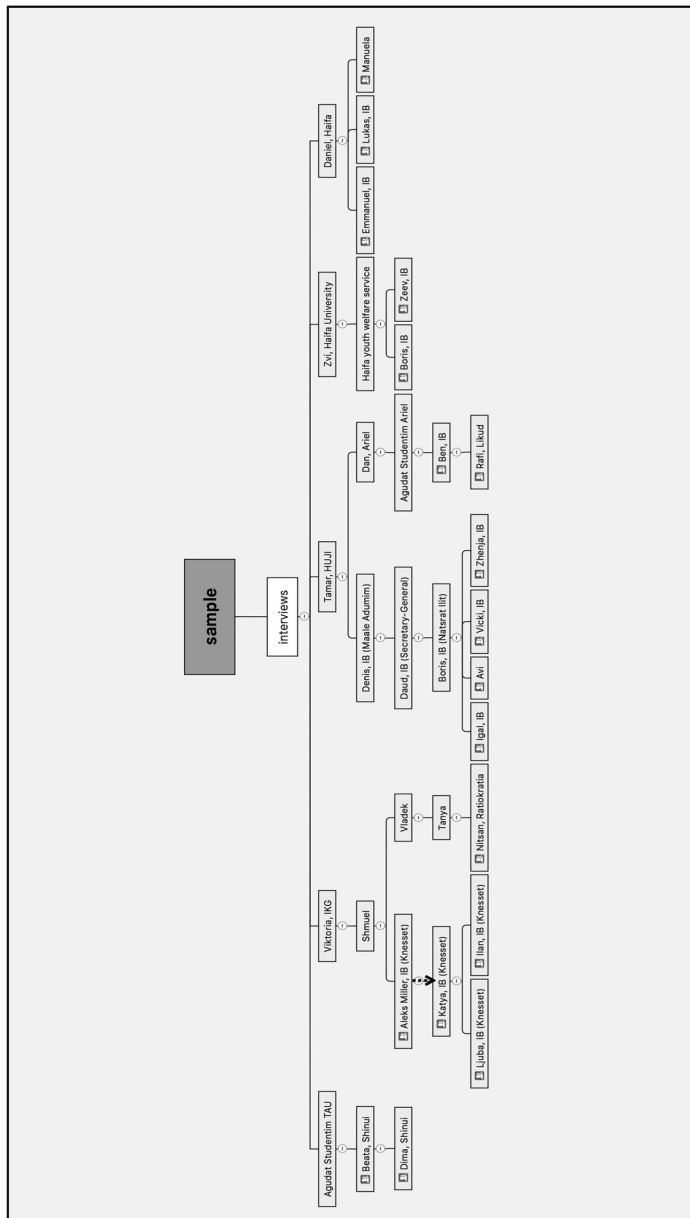 sample
interviews
Agudat Studentim TAU
Beata, Shinui
Dima, Shinui
Viktoria, IKG
Shmuel
Aleks Miller, IB (Knesset)
Katya, IB (Knesset)
Ljuba, IB (Knesset)
Ilan, IB (Knesset)
Vladek
Tanya
Nitsan, Ratiokratia
Tamar, HUJI
Denis, IB (Maale Adumim)
Daud, IB (Secretary-General)
Boris, IB (Natsrat Ilit)
Igal, IB
Avi
Vicki, IB
Zhenja, IB
Dan, Ariel
Agudat Studentim Ariel
Ben, IB
Rafi, Likud
Zvi, Haifa University
Haifa youth welfare service
Boris, IB
Zeev, IB
Daniel, Haifa
Emmanuel, IB
Lukas, IB
Manuela